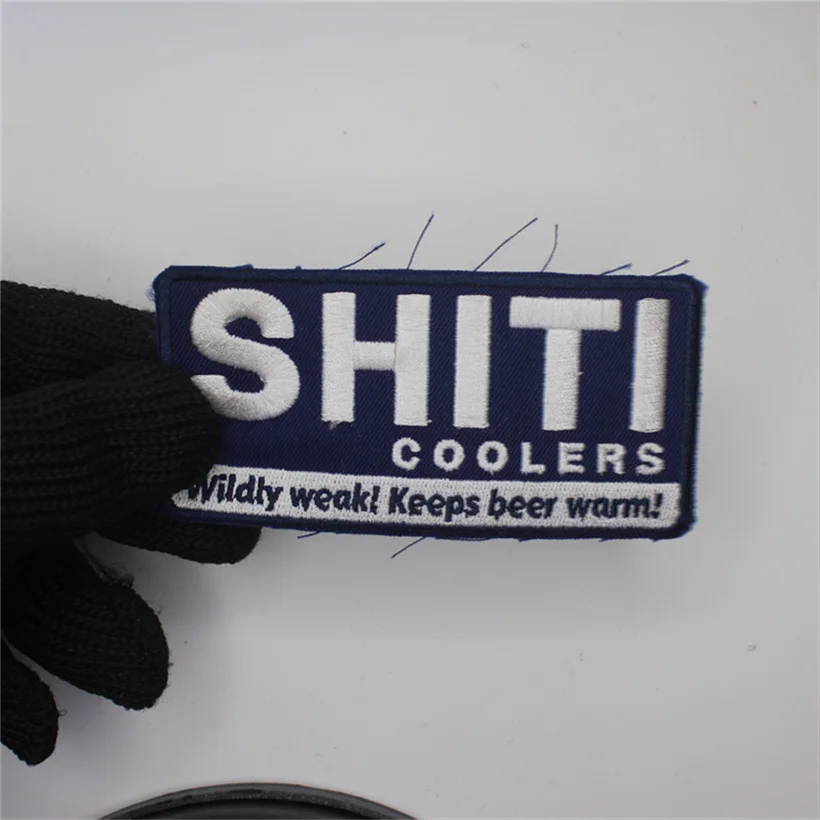 SHITI
COOLERS
Wildly weak! Keeps beer warm!